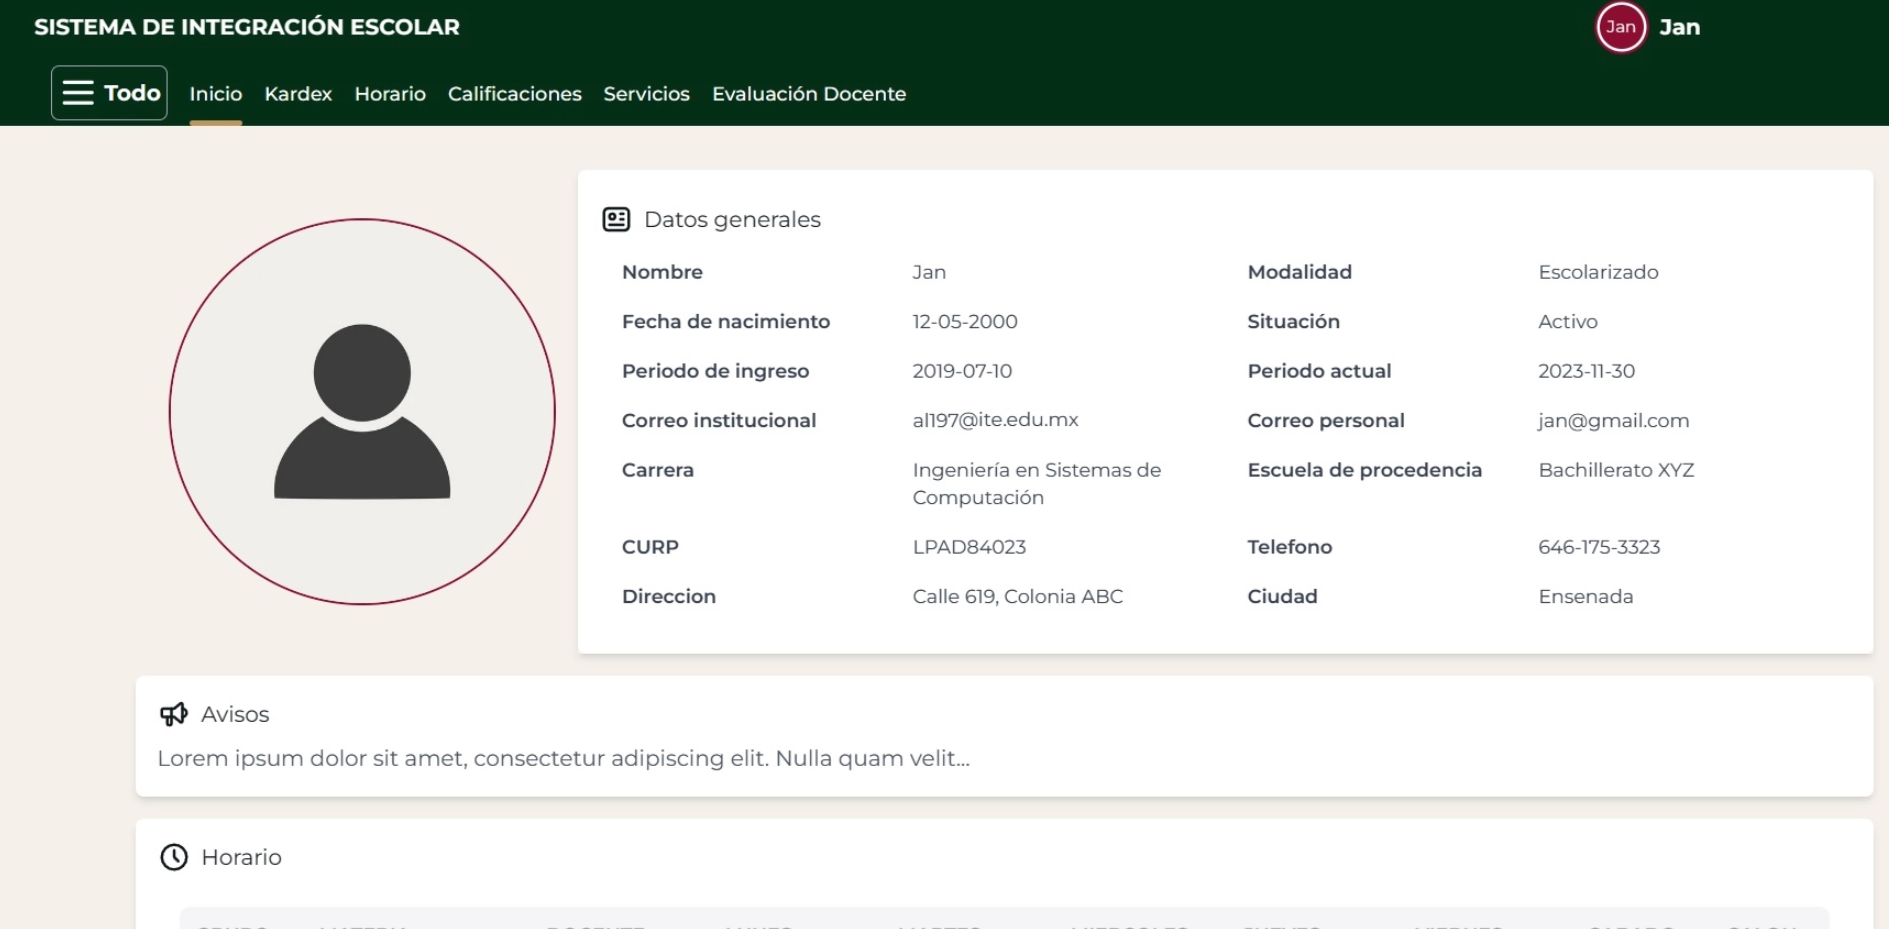 SISTEMA DE INTEGRACIÓN ESCOLAR
Jan
Jan
Todo
Inicio Kardex Horario Calificaciones Servicios Evaluación Docente
Datos generales
Nombre Jan Modalidad Escolarizado
Fecha de nacimiento 12-05-2000 Situación Activo
Periodo de ingreso 2019-07-10 Periodo actual 2023-11-30
Correo institucional al197@ite.edu.mx Correo personal jan@gmail.com
Carrera Ingeniería en Sistemas de Escuela de procedencia Bachillerato XYZ
Computación
CURP LPAD84023 Telefono 646-175-3323
Direccion Calle 619, Colonia ABC Ciudad Ensenada
Avisos
Lorem ipsum dolor sit amet, consectetur adipiscing elit. Nulla quam velit...
Horario